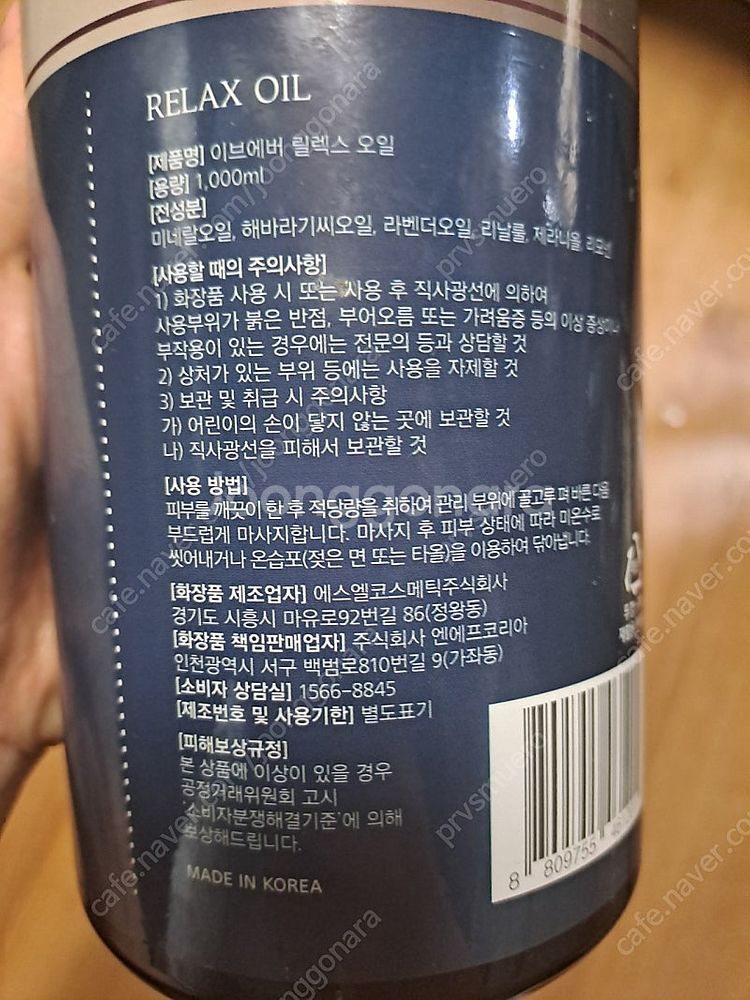 RELAX OIL
[제품명] 이브에버 릴렉스 오일
[용량] 1,000ml
[전성분]
미네랄오일, 해바라기씨오일, 라벤더오일, 리날룰, 제라니올, 리모넨
[사용할 때의 주의사항]
1) 화장품 사용 시 또는 사용 후 직사광선에 의하여
사용부위가 붉은 반점, 부어오름 또는 가려움증 등의 이상 증상이나
부작용이 있는 경우에는 전문의 등과 상담할 것
2) 상처가 있는 부위 등에는 사용을 자제할 것
3) 보관 및 취급 시 주의사항
가) 어린이의 손이 닿지 않는 곳에 보관할 것
나) 직사광선을 피해서 보관할 것
[사용 방법]
피부를 깨끗이 한 후 적당량을 취하여 관리 부위에 골고루 펴 바른 다음
부드럽게 마사지합니다. 마사지 후 피부 상태에 따라 미온수로
씻어내거나 온습포(젖은 면 또는 타올)을 이용하여 닦아냅니다.
[화장품 제조업자] 에스엘코스메틱주식회사
경기도 시흥시 마유로92번길 86(정왕동)
[화장품 책임판매업자] 주식회사 엔에프코리아
인천광역시 서구 백범로810번길 9(가좌동)
[소비자 상담실] 1566-8845
[제조번호 및 사용기한] 별도표기
[피해보상규정]
본 상품에 이상이 있을 경우
공정거래위원회 고시
'소비자분쟁해결기준'에 의해
보상해드립니다.
MADE IN KOREA
8 809755
joonggonara
cafe.naver.com/joonggonara
prvsmuero